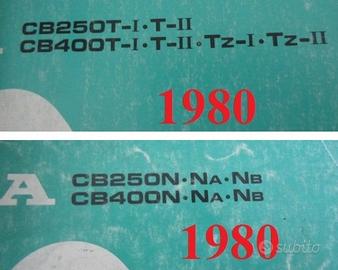 CB250T-I·T-II
CB400T-I·T-II·TZ-I·TZ-II
1980
A
CB250N·NA·NB
CB400N·NA·NB
1980
subito